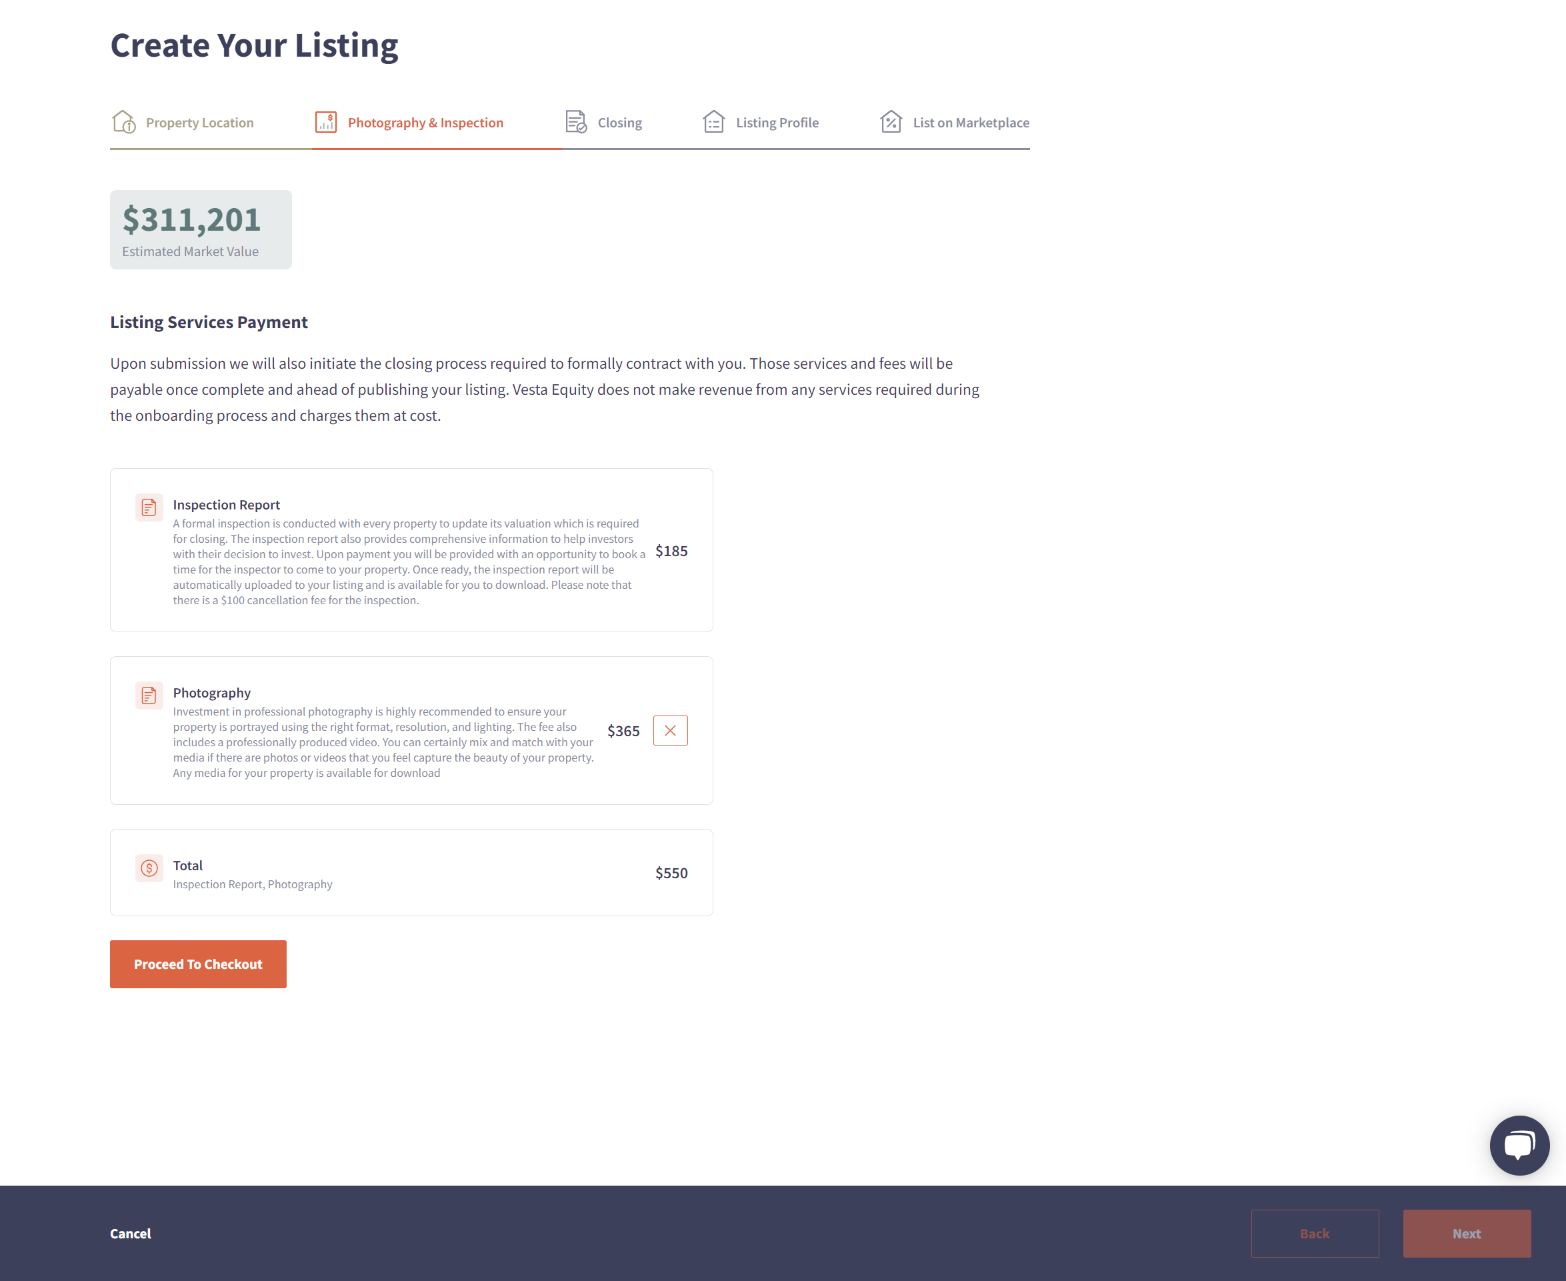 Create Your Listing
Property Location
Photography & Inspection
Closing
Listing Profile
List on Marketplace
$311,201
Estimated Market Value
Listing Services Payment
Upon submission we will also initiate the closing process required to formally contract with you. Those services and fees will be
payable once complete and ahead of publishing your listing. Vesta Equity does not make revenue from any services required during
the onboarding process and charges them at cost.
Inspection Report
A formal inspection is conducted with every property to update its valuation which is required
for closing. The inspection report also provides comprehensive information to help investors
with their decision to invest. Upon payment you will be provided with an opportunity to book a
time for the inspector to come to your property. Once ready, the inspection report will be
automatically uploaded to your listing and is available for you to download. Please note that
there is a $100 cancellation fee for the inspection.
$185
Photography
Investment in professional photography is highly recommended to ensure your
property is portrayed using the right format, resolution, and lighting. The fee also
includes a professionally produced video. You can certainly mix and match with your
media if there are photos or videos that you feel capture the beauty of your property.
Any media for your property is available for download
$365
Total
Inspection Report, Photography
$550
Proceed To Checkout
Cancel
Back
Next